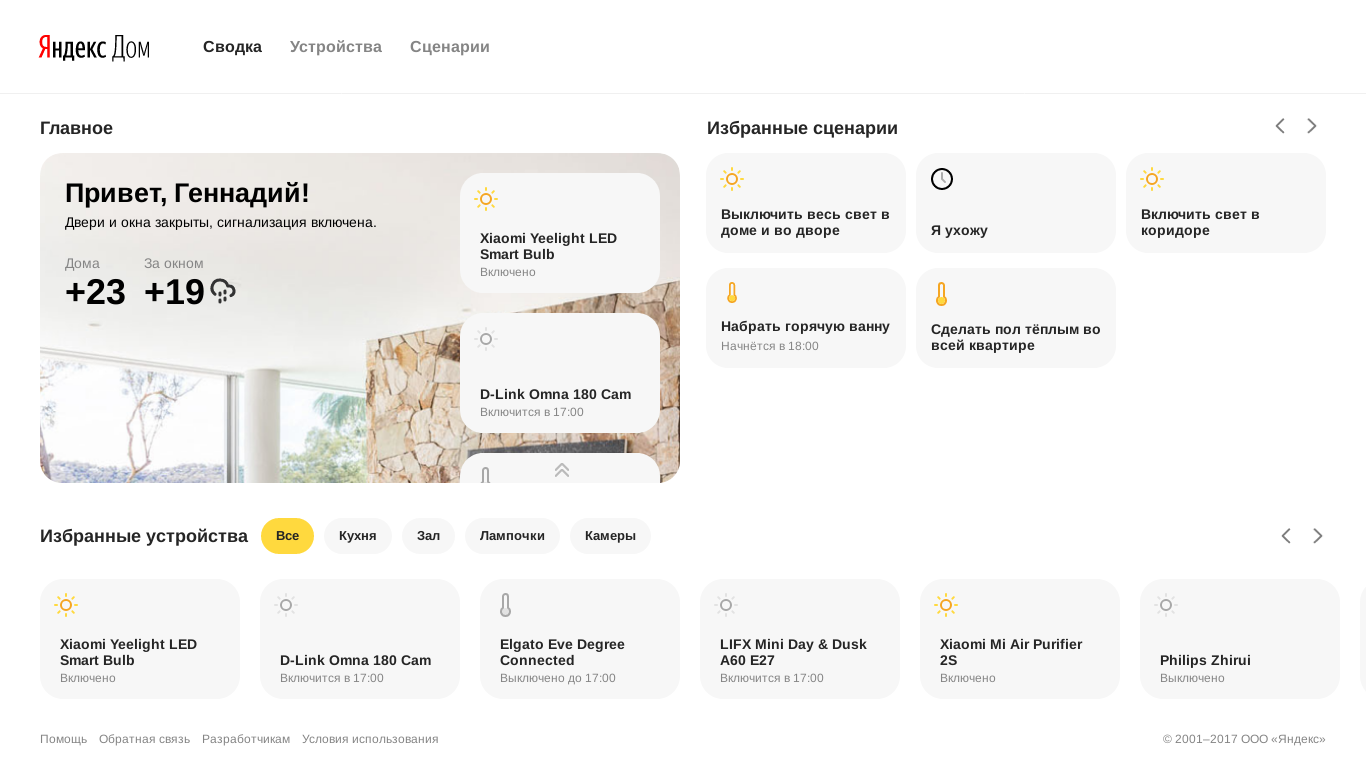 Яндекс Дом
Сводка
Устройства
Сценарии
Главное
Привет, Геннадий!
Двери и окна закрыты, сигнализация включена.
Дома
За окном
+23
+19
Xiaomi Yeelight LED
Smart Bulb
Включено
D-Link Omna 180 Cam
Включится в 17:00
Избранные сценарии
Выключить весь свет в
доме и во дворе
Я ухожу
Включить свет в
коридоре
Набрать горячую ванну
Начнётся в 18:00
Сделать пол тёплым во
всей квартире
Избранные устройства
Все
Кухня
Зал
Лампочки
Камеры
Xiaomi Yeelight LED
Smart Bulb
Включено
D-Link Omna 180 Cam
Включится в 17:00
Elgato Eve Degree
Connected
Выключено до 17:00
LIFX Mini Day & Dusk
A60 E27
Включится в 17:00
Xiaomi Mi Air Purifier
2S
Включено
Philips Zhirui
Выключено
Помощь
Обратная связь
Разработчикам
Условия использования
© 2001–2017 ООО «Яндекс»